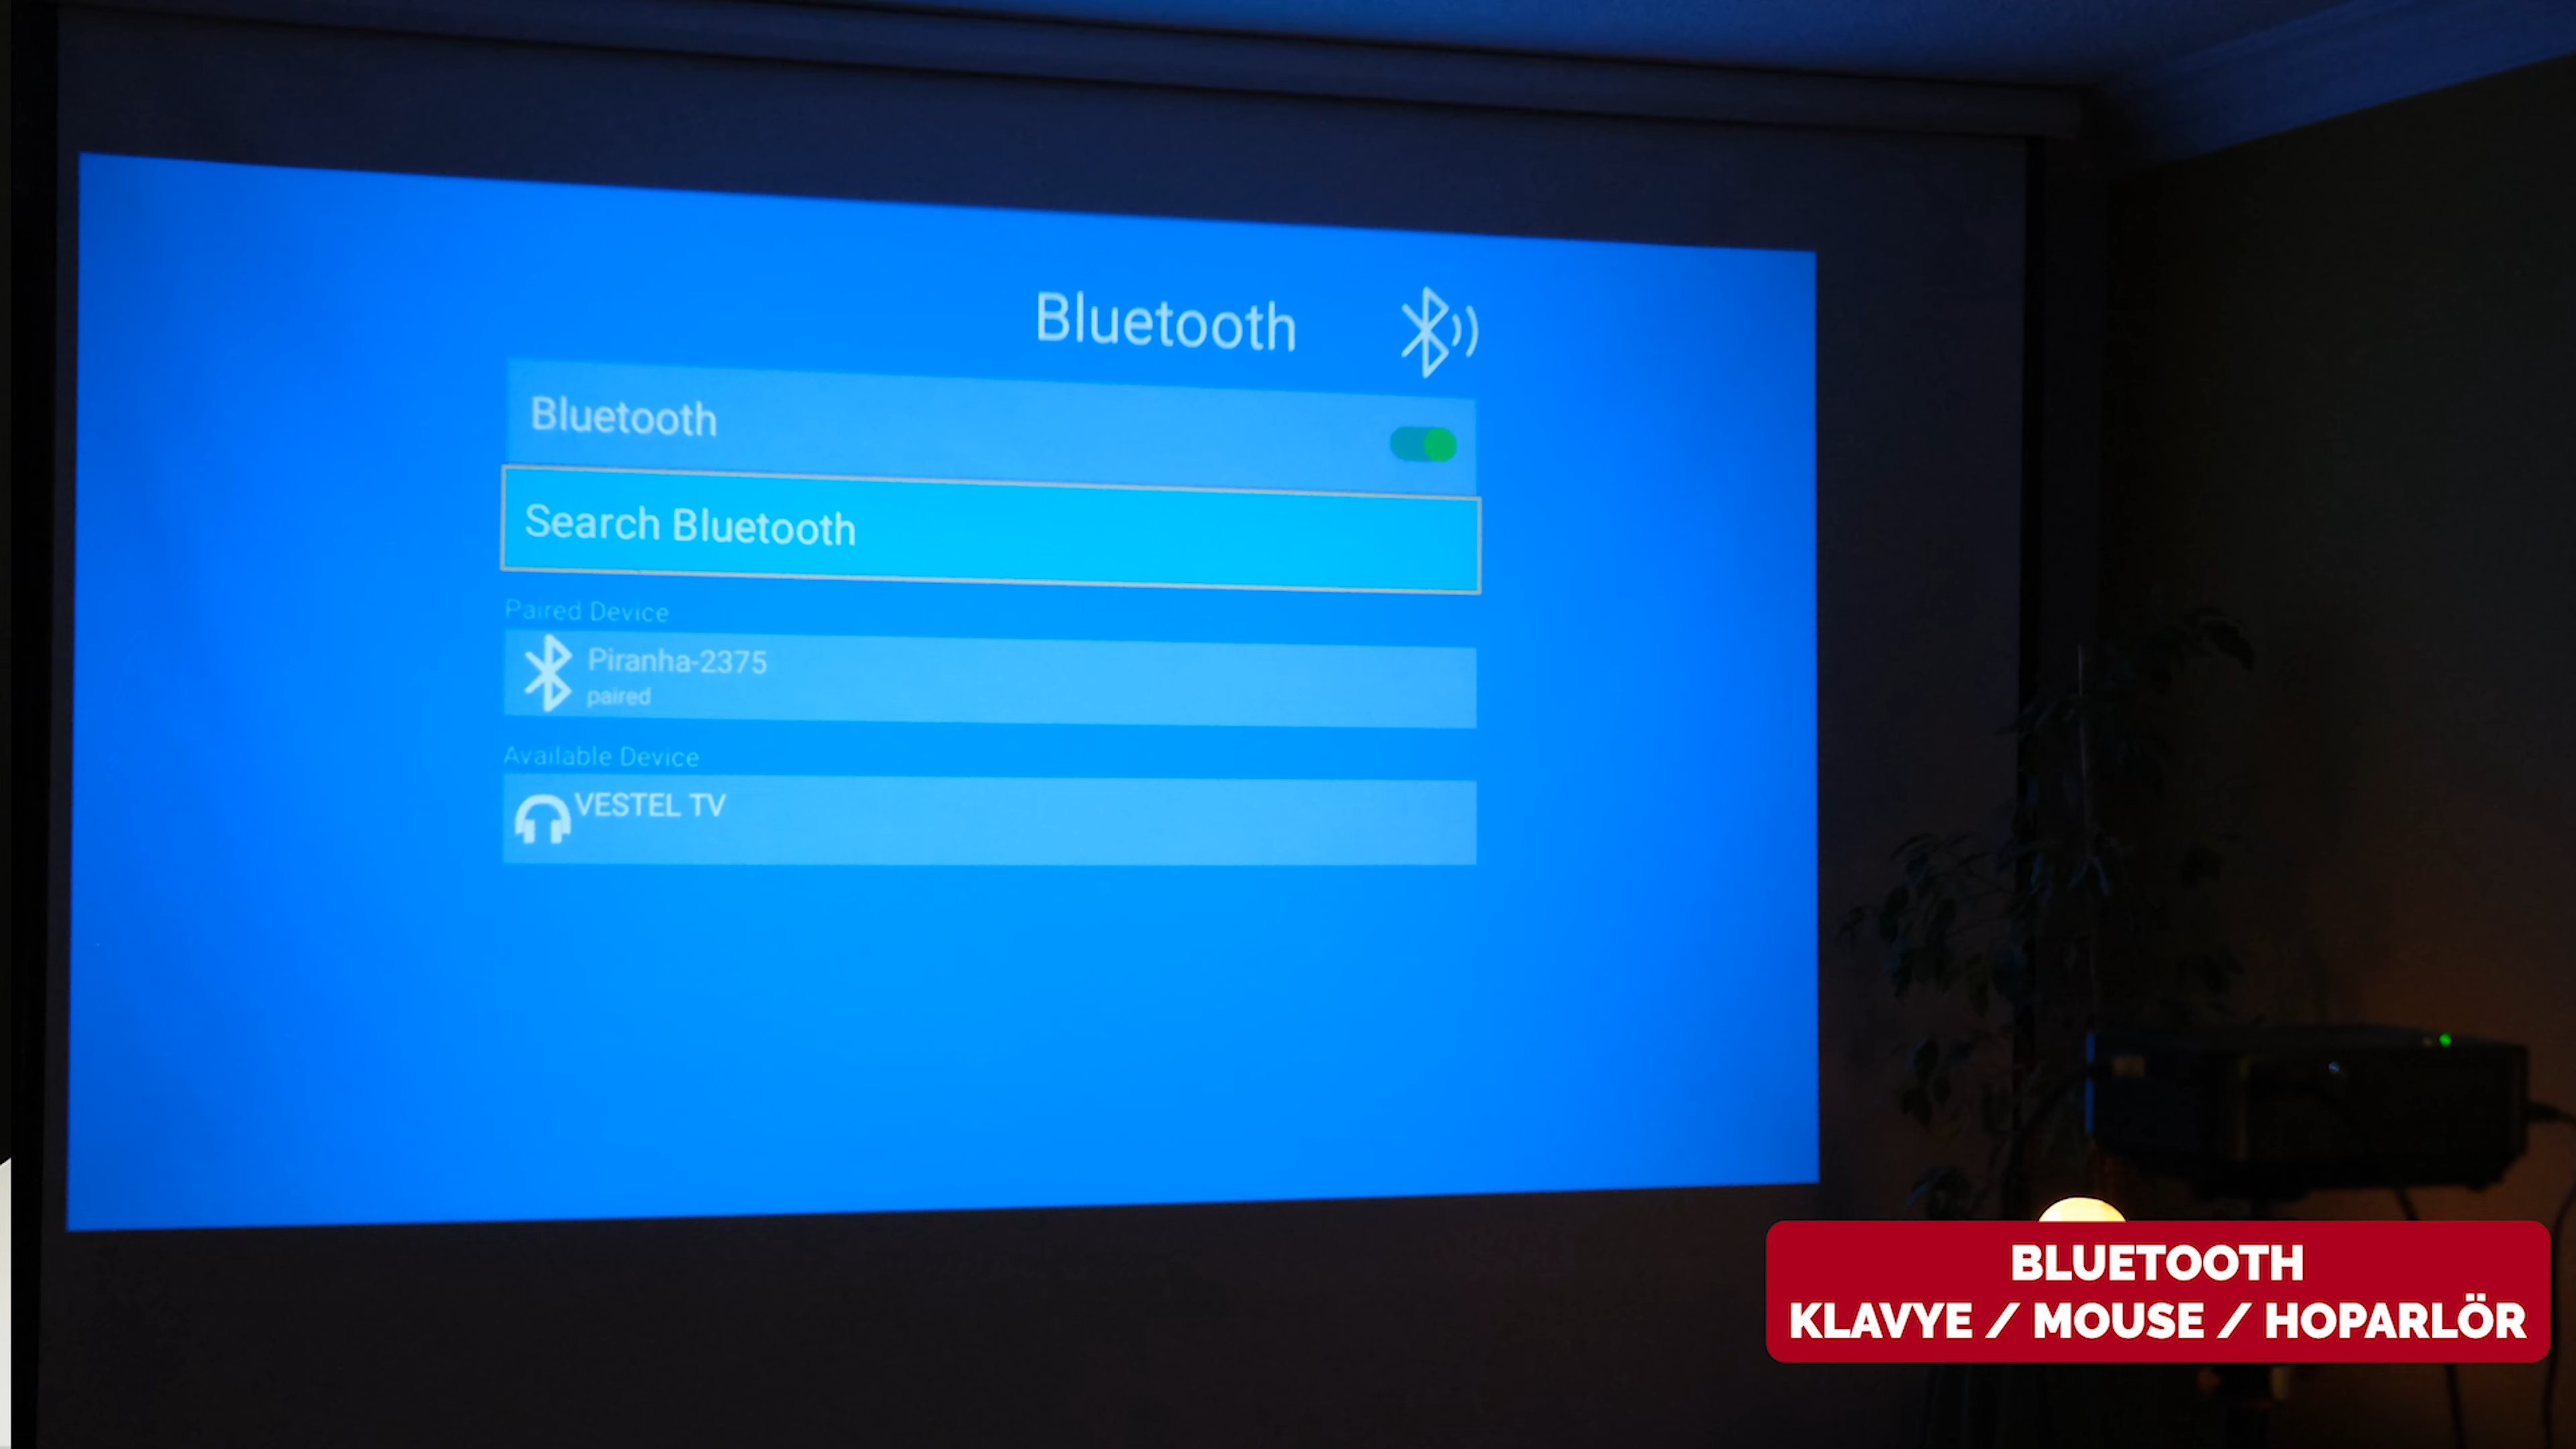 Bluetooth
Bluetooth
Search Bluetooth
Paired Device
Piranha-2375
paired
Available Device
VESTEL TV
BLUETOOTH
KLAVYE / MOUSE / HOPARLÖR